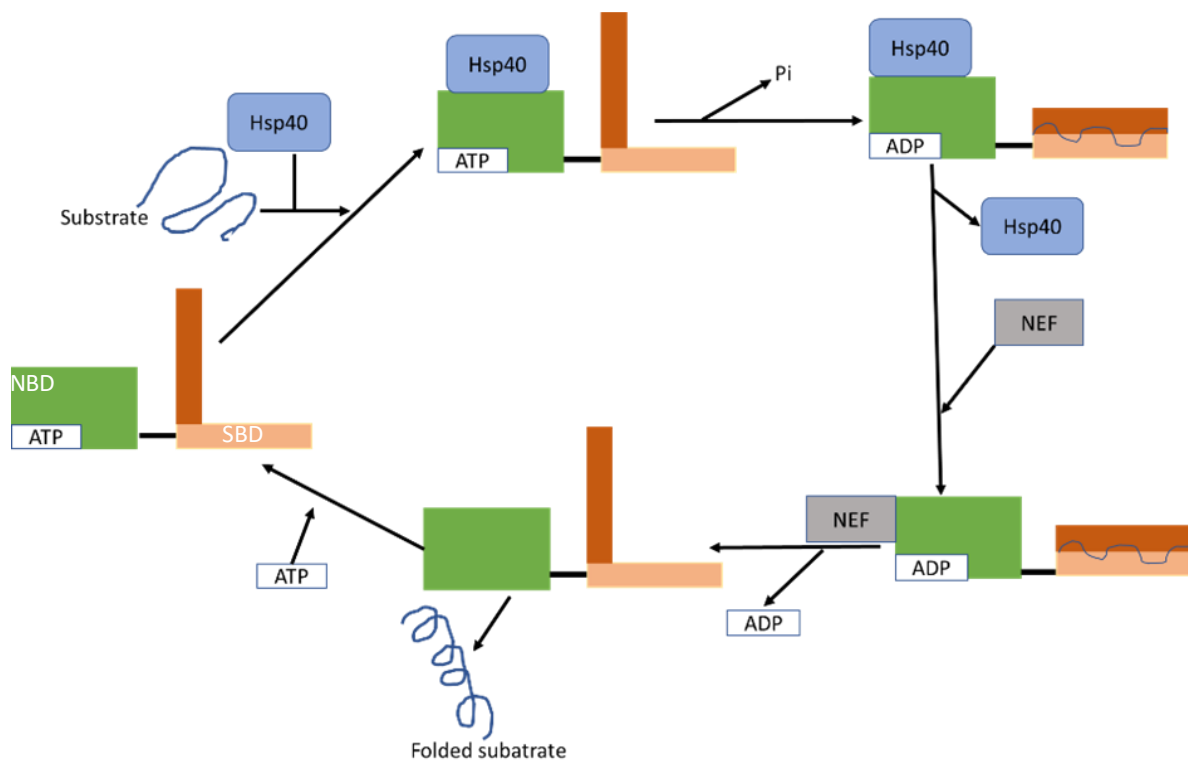 Hsp40
Hsp40
Pi
Hsp40
ATP
ADP
Substrate
Hsp40
NEF
NBD
ATP
SBD
NEF
ADP
ATP
ADP
Folded subatrate